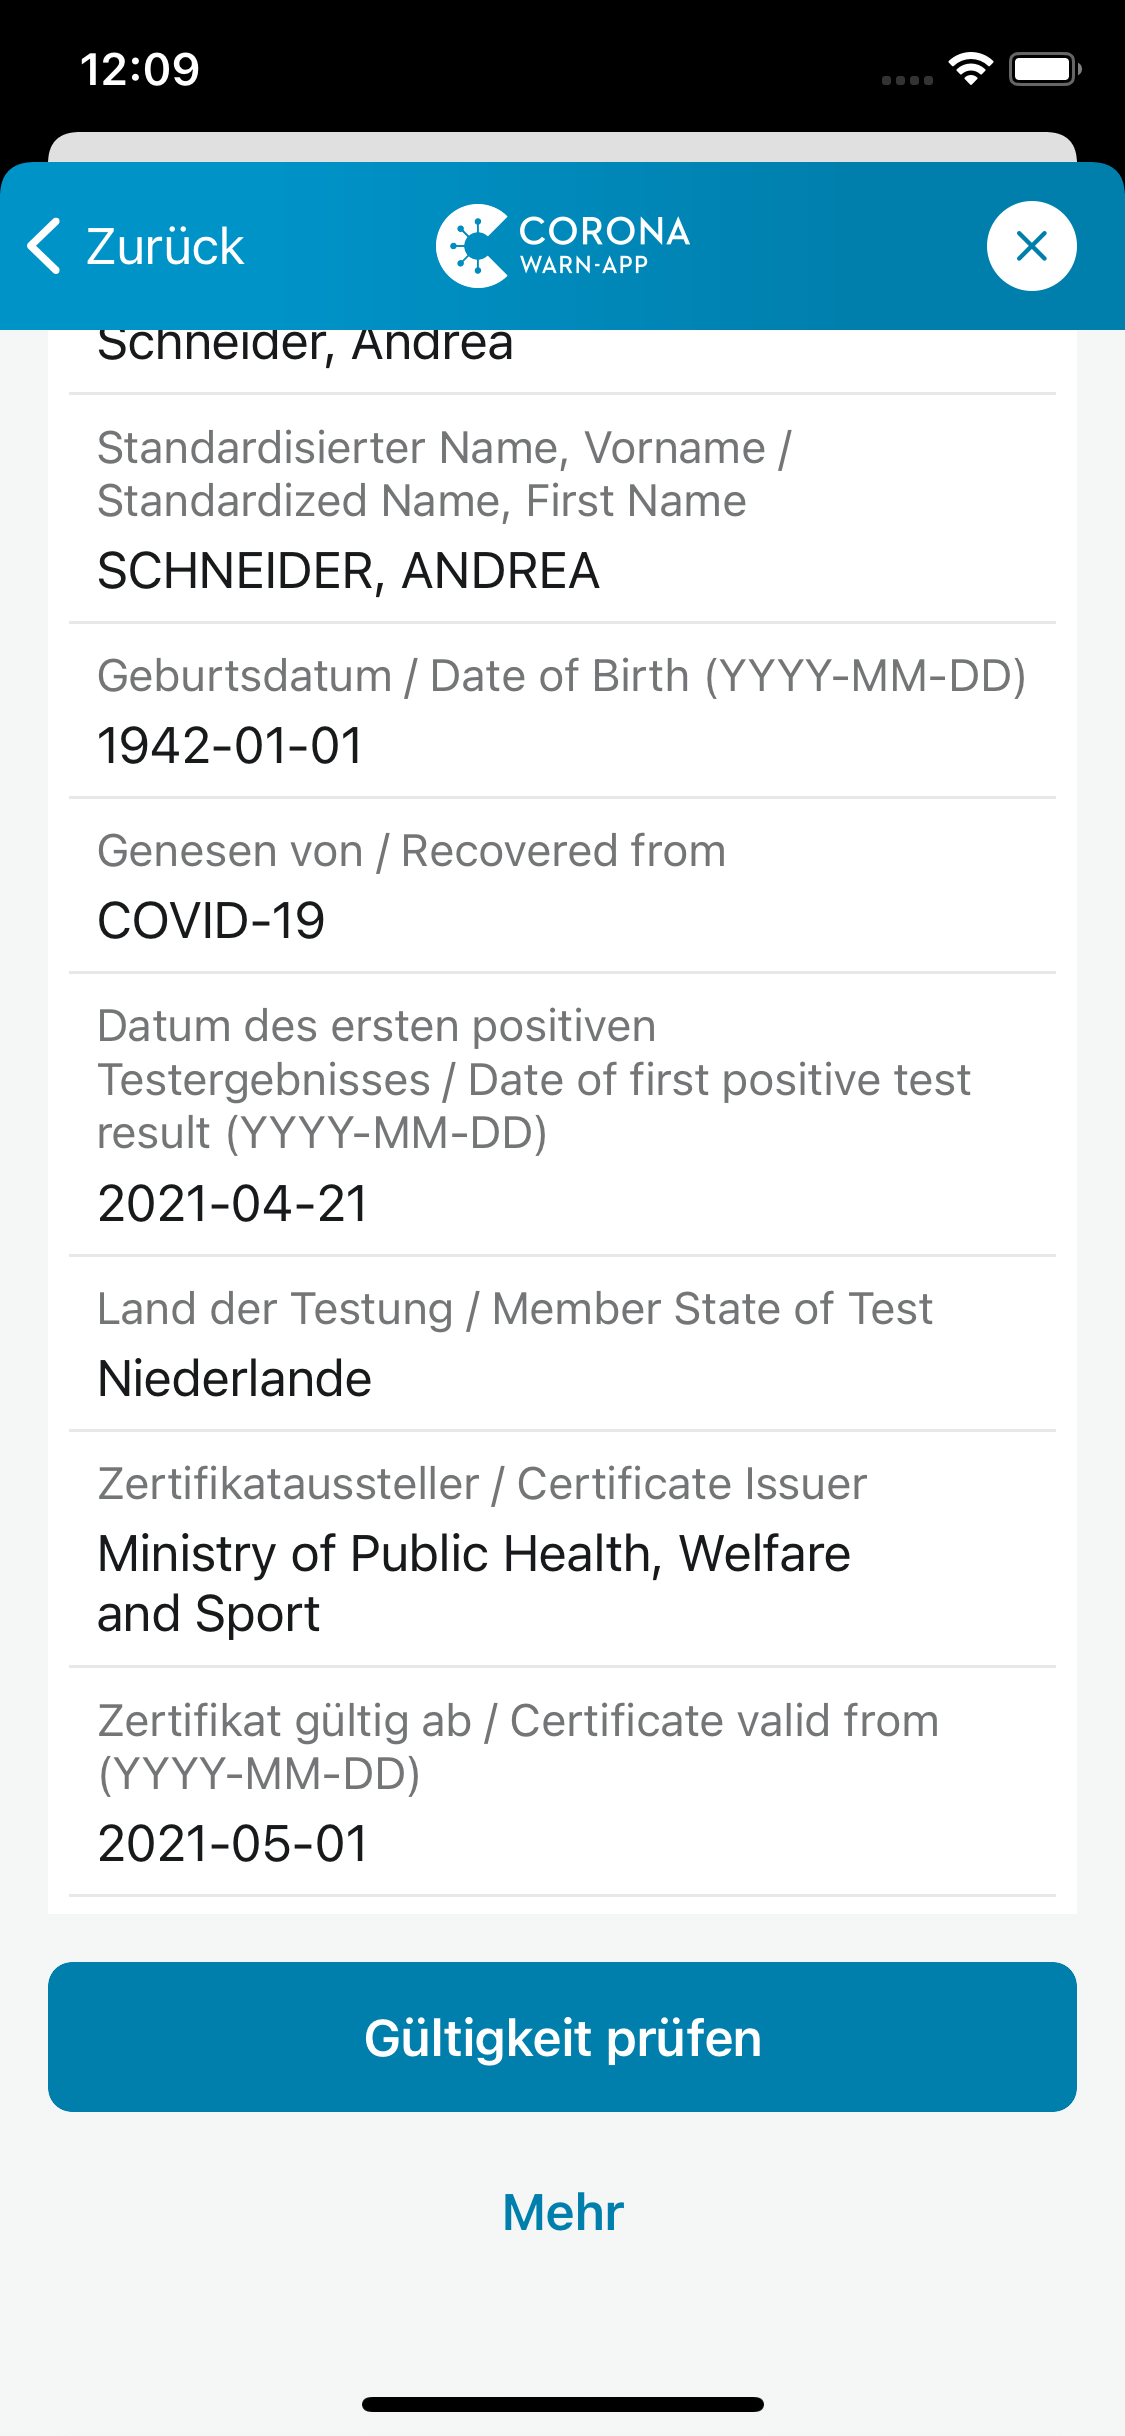 12:09
Zurück
CORONA
WARN-APP
Schneider, Andrea
Standardisierter Name, Vorname /
Standardized Name, First Name
SCHNEIDER, ANDREA
Geburtsdatum / Date of Birth (YYYY-MM-DD)
1942-01-01
Genesen von / Recovered from
COVID-19
Datum des ersten positiven
Testergebnisses / Date of first positive test
result (YYYY-MM-DD)
2021-04-21
Land der Testung / Member State of Test
Niederlande
Zertifikataussteller / Certificate Issuer
Ministry of Public Health, Welfare
and Sport
Zertifikat gültig ab / Certificate valid from
(YYYY-MM-DD)
2021-05-01
Gültigkeit prüfen
Mehr